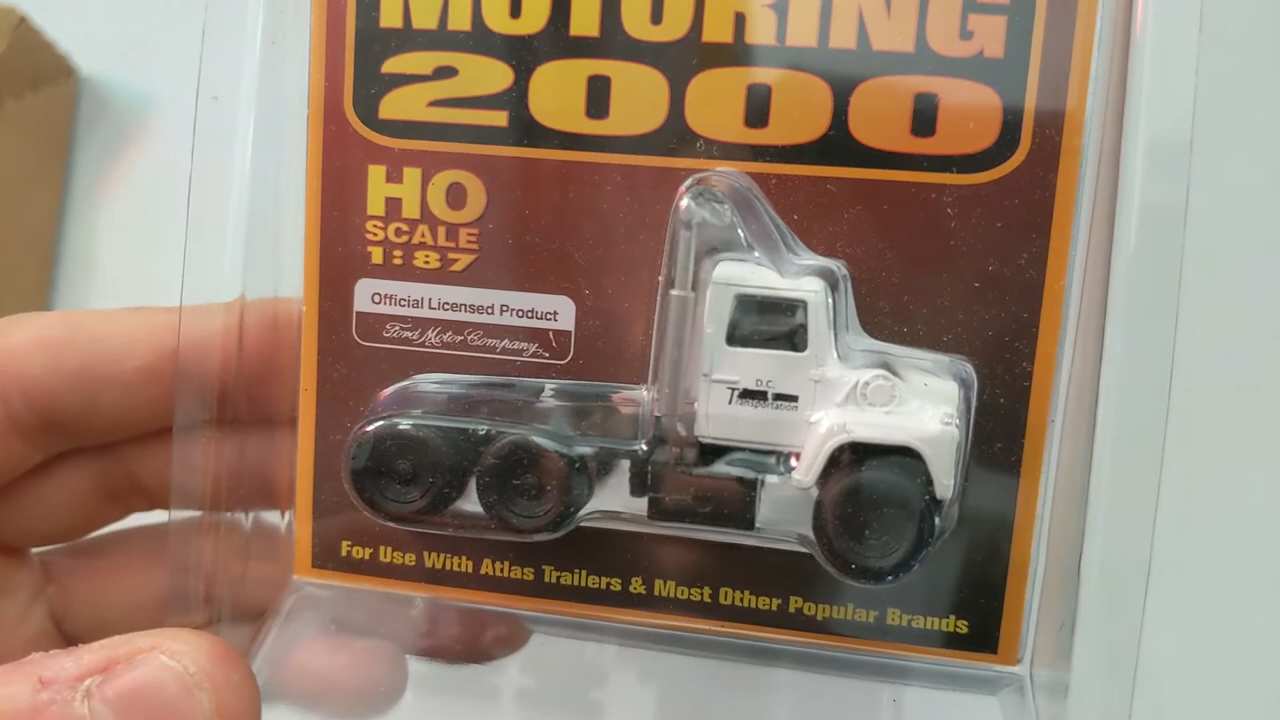 MOTORING
2000
HO
SCALE
1:87
Official Licensed Product
Ford Motor Company
D.C.
Transportation
For Use With Atlas Trailers & Most Other Popular Brands